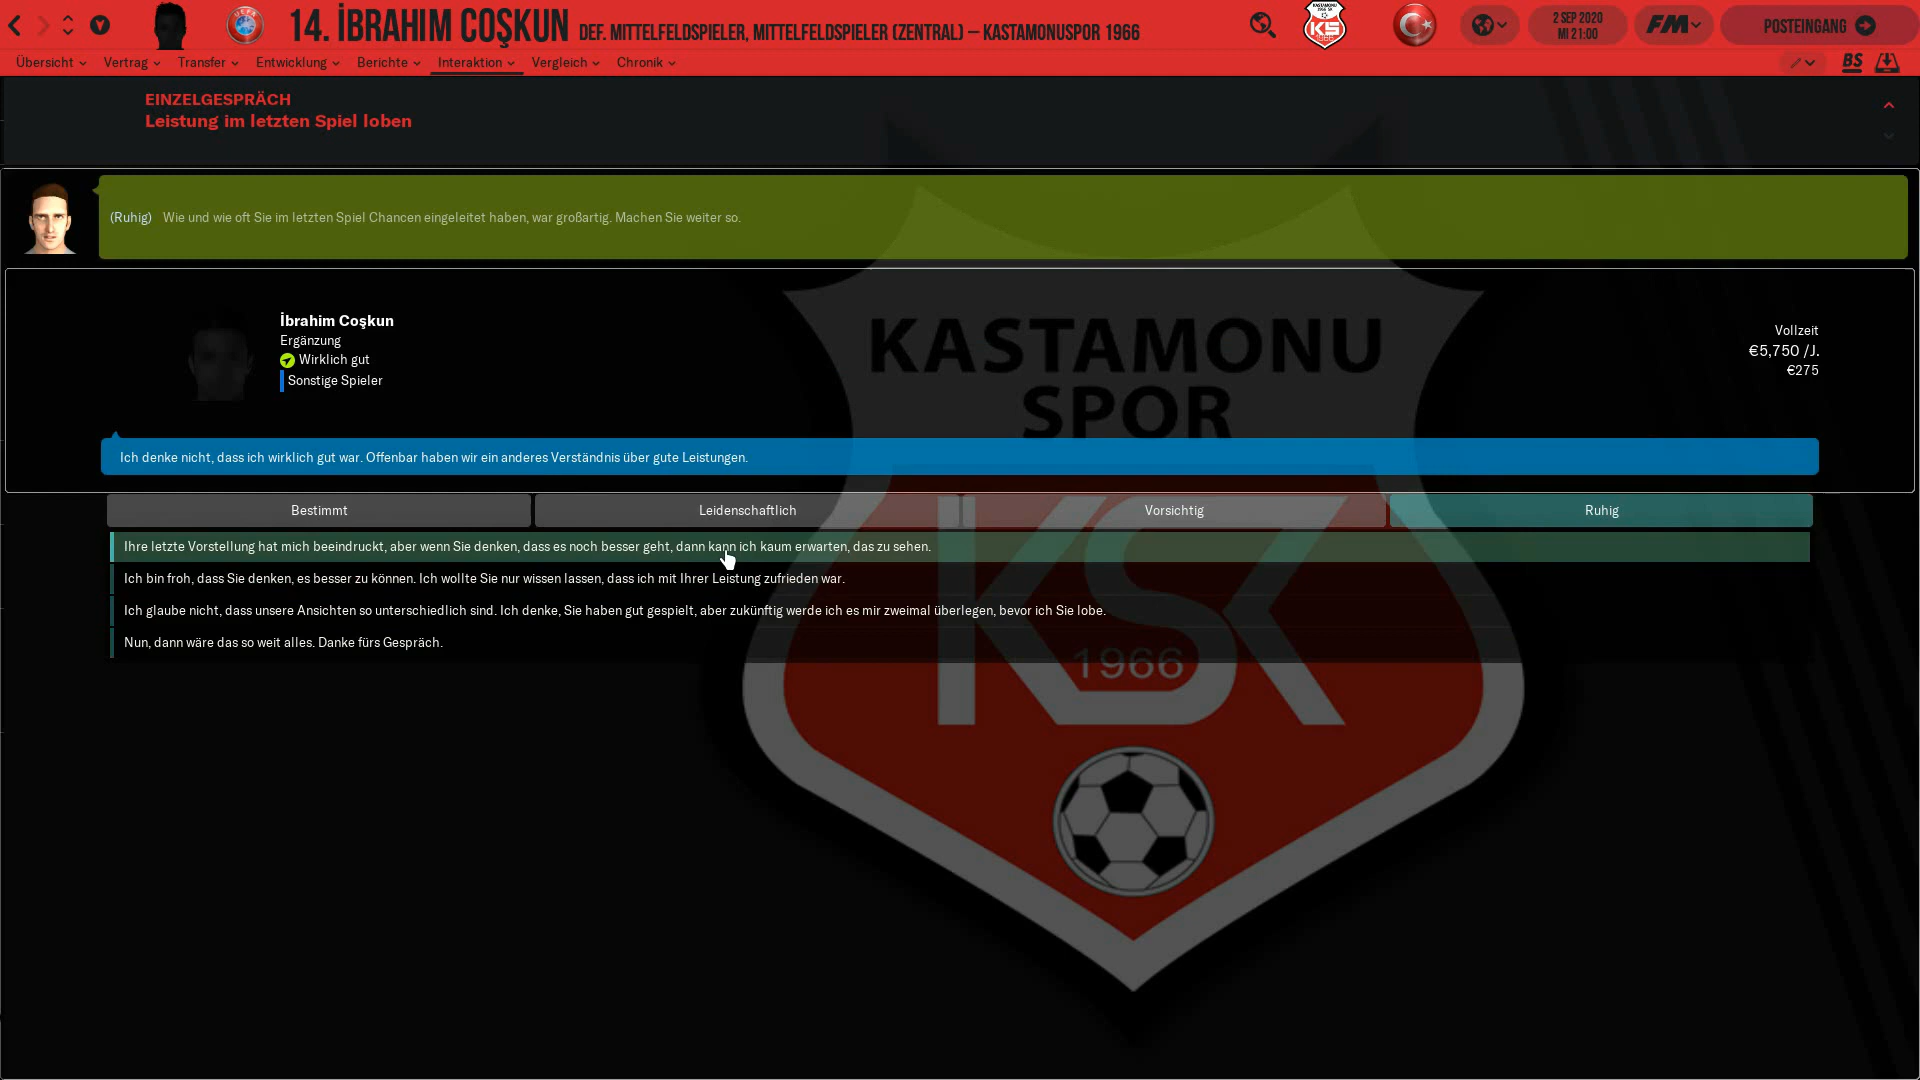 14. İBRAHIM COŞKUN DEF. MITTELFELDSPIELER, MITTELFELDSPIELER (ZENTRAL) – KASTAMONUSPOR 1966
2 SEP 2020
MI 21:00
FM
POSTEINGANG
Übersicht
Vertrag
Transfer
Entwicklung
Berichte
Interaktion
Vergleich
Chronik
BS
EINZELGESPRÄCH
Leistung im letzten Spiel loben
(Ruhig) Wie und wie oft Sie im letzten Spiel Chancen eingeleitet haben, war großartig. Machen Sie weiter so.
İbrahim Coşkun
Ergänzung
Wirklich gut
Sonstige Spieler
Vollzeit
€5,750 /J.
€275
KASTAMONU
SPOR
Ich denke nicht, dass ich wirklich gut war. Offenbar haben wir ein anderes Verständnis über gute Leistungen.
Bestimmt
Leidenschaftlich
Vorsichtig
Ruhig
Ihre letzte Vorstellung hat mich beeindruckt, aber wenn Sie denken, dass es noch besser geht, dann kann ich kaum erwarten, das zu sehen.
Ich bin froh, dass Sie denken, es besser zu können. Ich wollte Sie nur wissen lassen, dass ich mit Ihrer Leistung zufrieden war.
Ich glaube nicht, dass unsere Ansichten so unterschiedlich sind. Ich denke, Sie haben gut gespielt, aber zukünftig werde ich es mir zweimal überlegen, bevor ich Sie lobe.
Nun, dann wäre das so weit alles. Danke fürs Gespräch.
KSK
1966